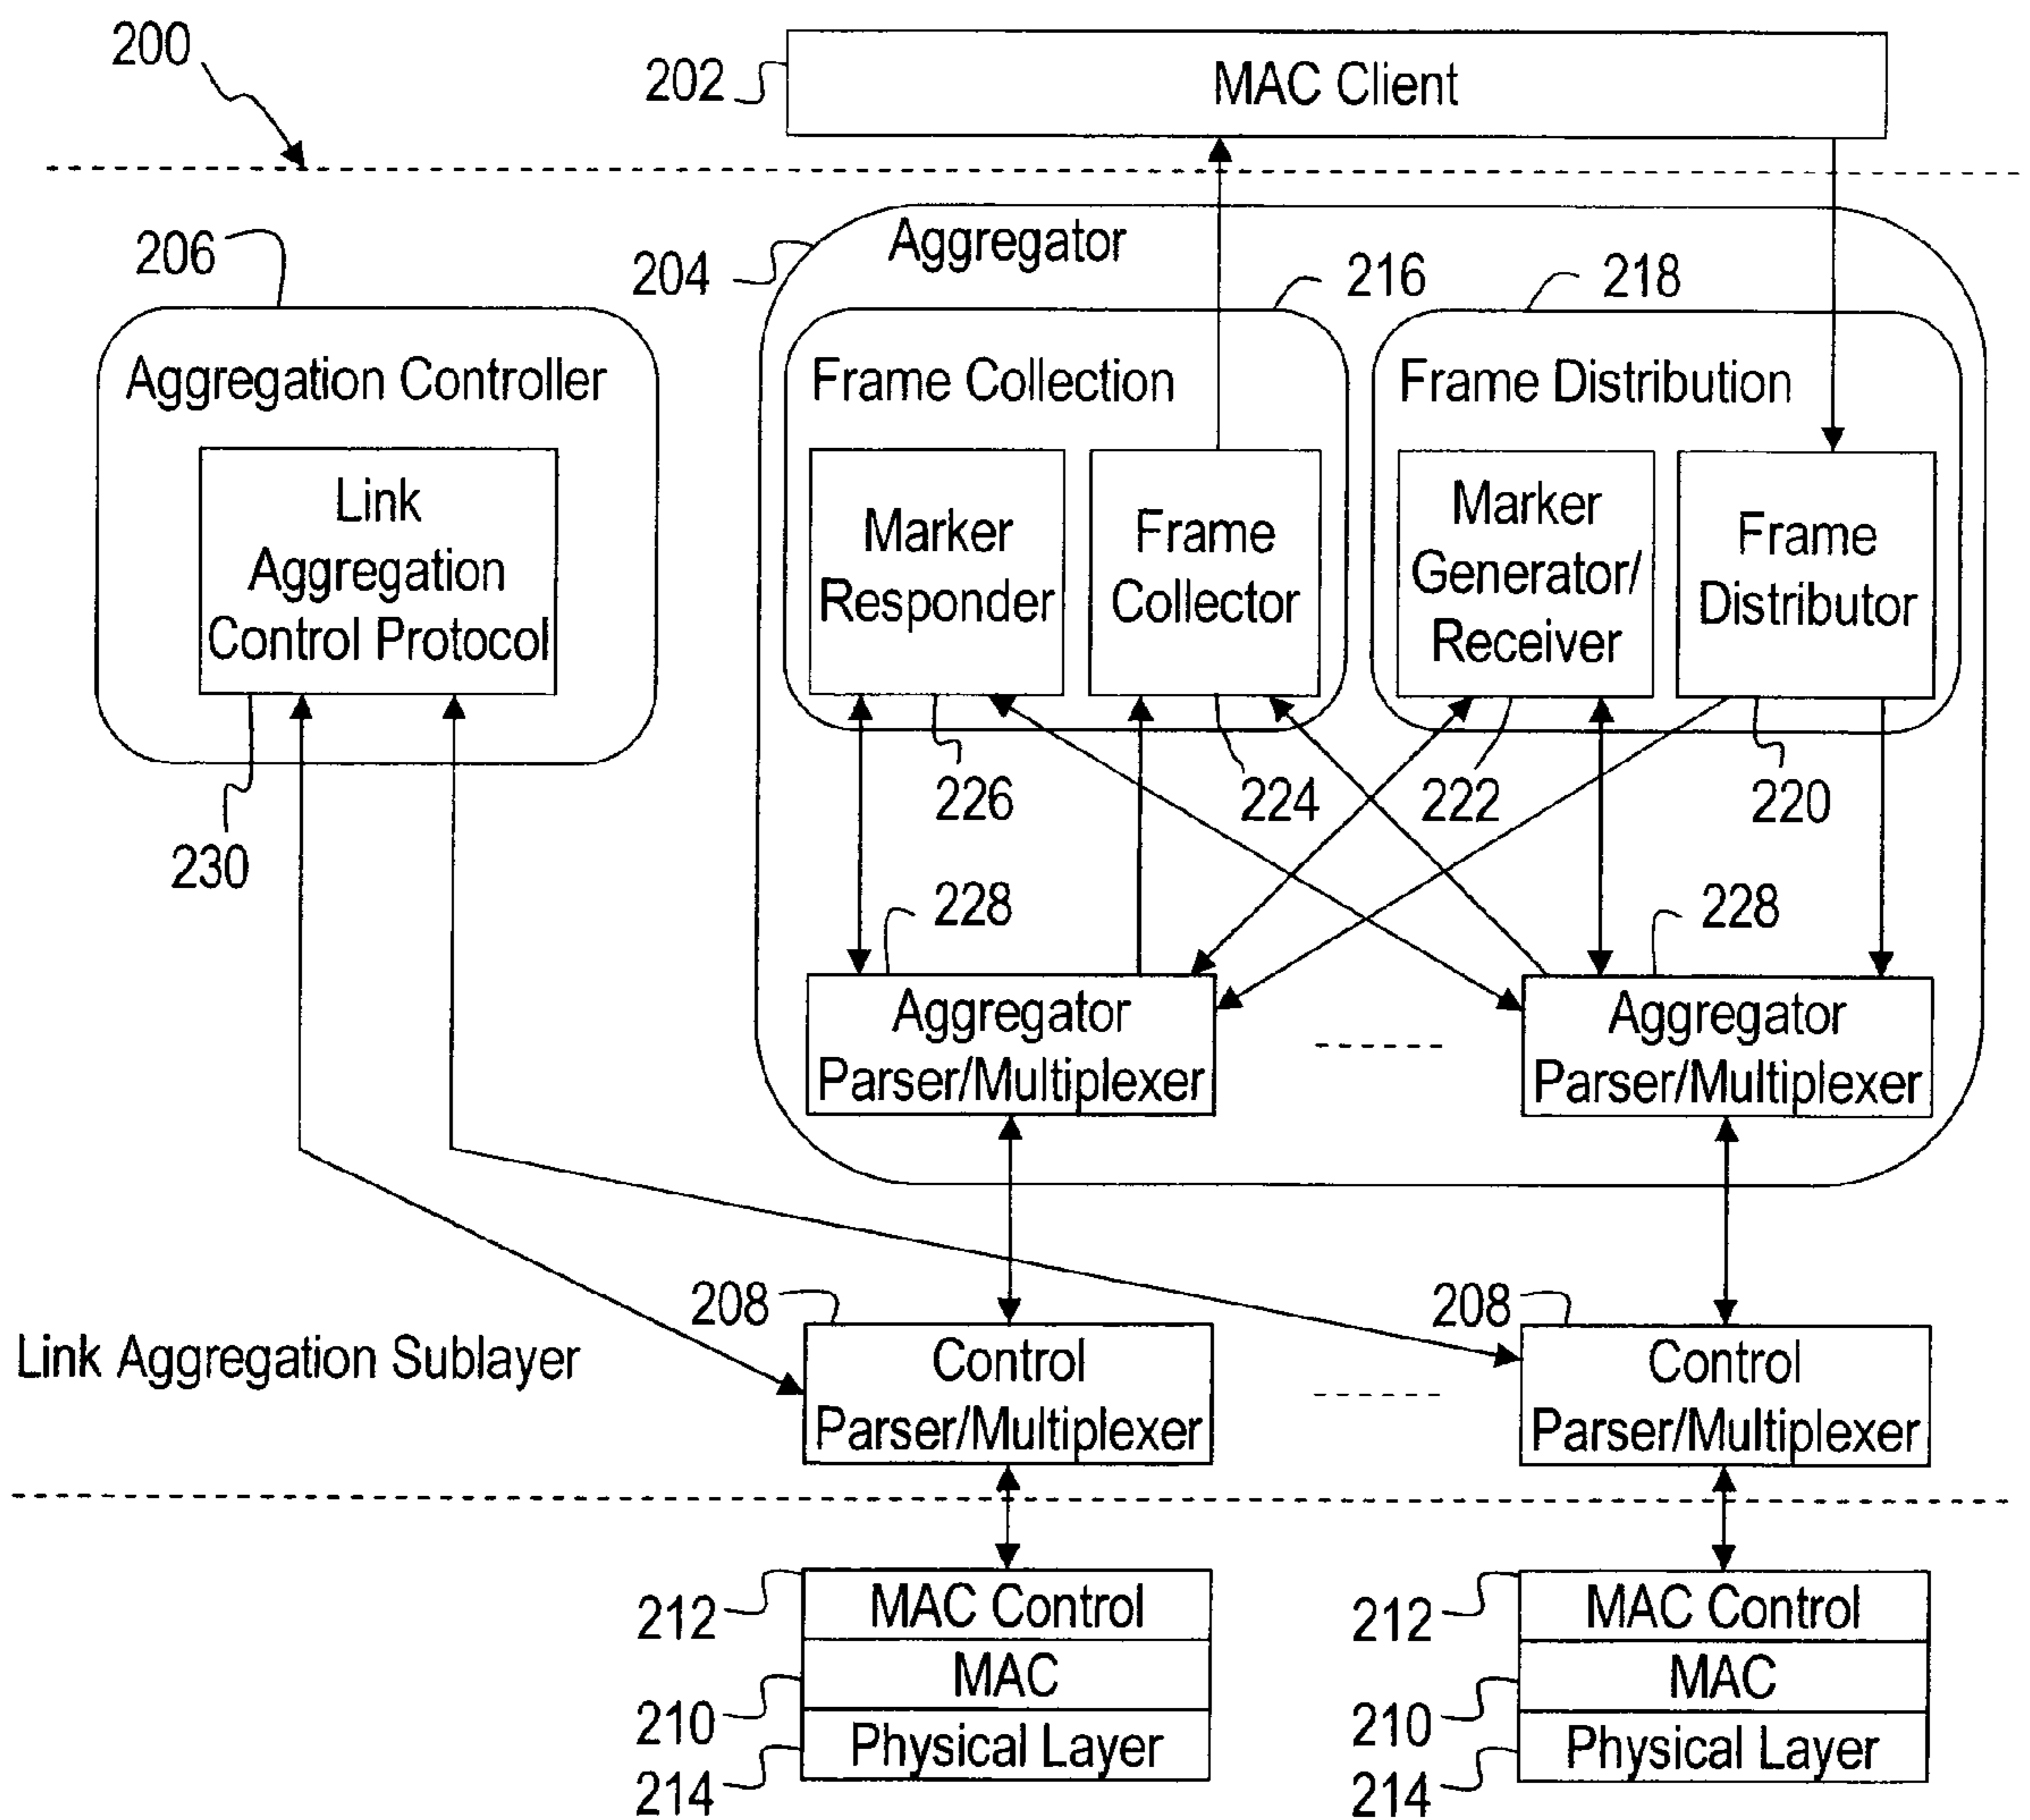 200
202
MAC Client
204
Aggregator
206
216
218
Aggregation Controller
Frame Collection
Frame Distribution
Link
Aggregation
Control Protocol
Marker
Responder
Frame
Collector
Marker
Generator/
Receiver
Frame
Distributor
230
226
224
222
220
228
228
Aggregator
Parser/Multiplexer
Aggregator
Parser/Multiplexer
208
208
Link Aggregation Sublayer
Control
Parser/Multiplexer
Control
Parser/Multiplexer
212
MAC Control
212
MAC Control
210
MAC
210
MAC
214
Physical Layer
214
Physical Layer